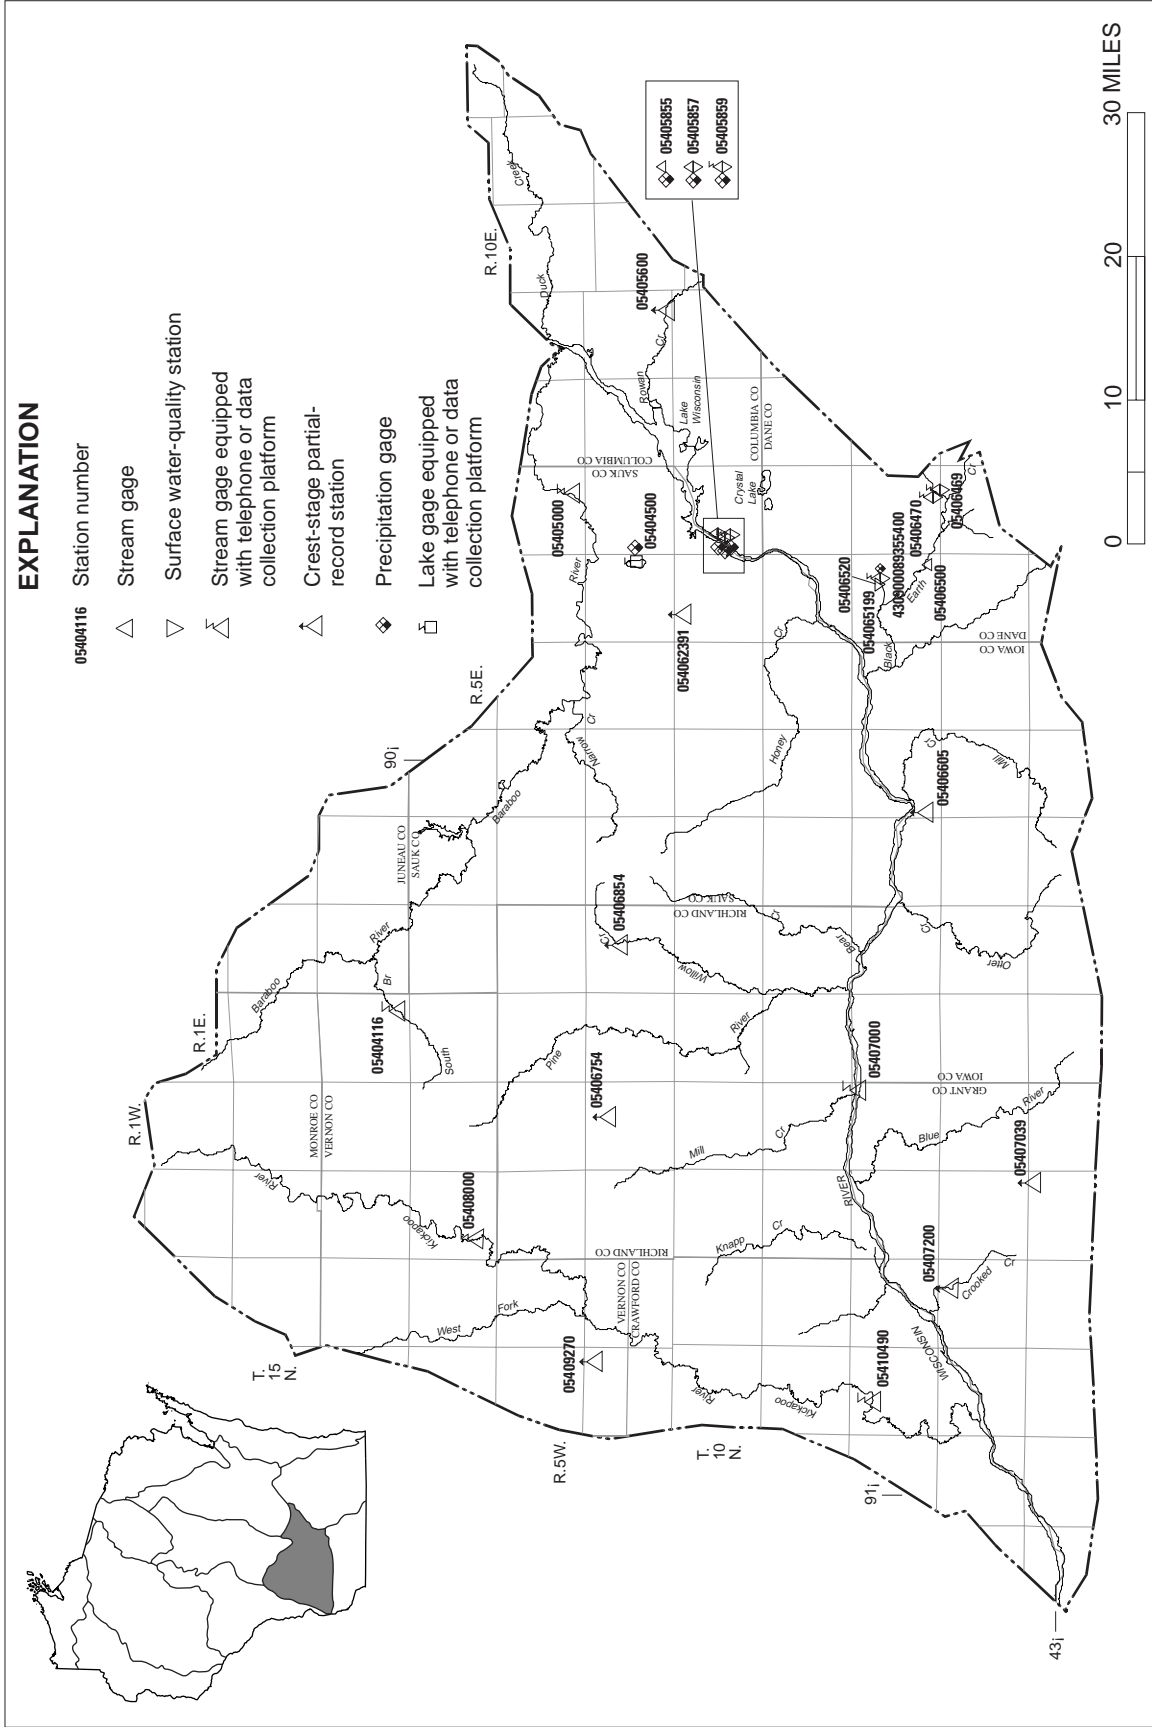 EXPLANATION
05404116 Station number
Stream gage
Surface water-quality station
Stream gage equipped
with telephone or data
collection platform
Crest-stage partial-
record station
Precipitation gage
Lake gage equipped
with telephone or data
collection platform
R.10E.
Creek
Duck
05405855
05405857
05405859
05405600
Rowan
Cr
Lake
Wisconsin
COLUMBIA CO
DANE CO
SAUK CO
COLUMBIA CO
Crystal
Lake
05405000
05404500
River
R.5E.
90¡
054062391
Narrow
Cr
Baraboo
Honey
Cr
05406520
054065199
430900089355400
05406470
05406469
05406500
Black
Earth
Cr
IOWA CO
DANE CO
JUNEAU CO
SAUK CO
River
Baraboo
R.1E.
Br
South
05404116
05406854
Cr
Willow
SAUK CO
RICHLAND CO
Bear
Cr
05406605
Cr
Mill
Cr
Otter
R.1W.
MONROE CO
VERNON CO
Pine
River
05406754
Mill
Cr
05407000
IOWA CO
GRANT CO
Blue
River
05407039
River
Kickapoo
05408000
RICHLAND CO
VERNON CO
CRAWFORD CO
Knapp
Cr
RIVER
WISCONSIN
05407200
Crooked
Cr
West
Fork
05409270
River
Kickapoo
05410490
T.
15
N.
R.5W.
T.
10
N.
91¡
43¡
0 10 20 30 MILES